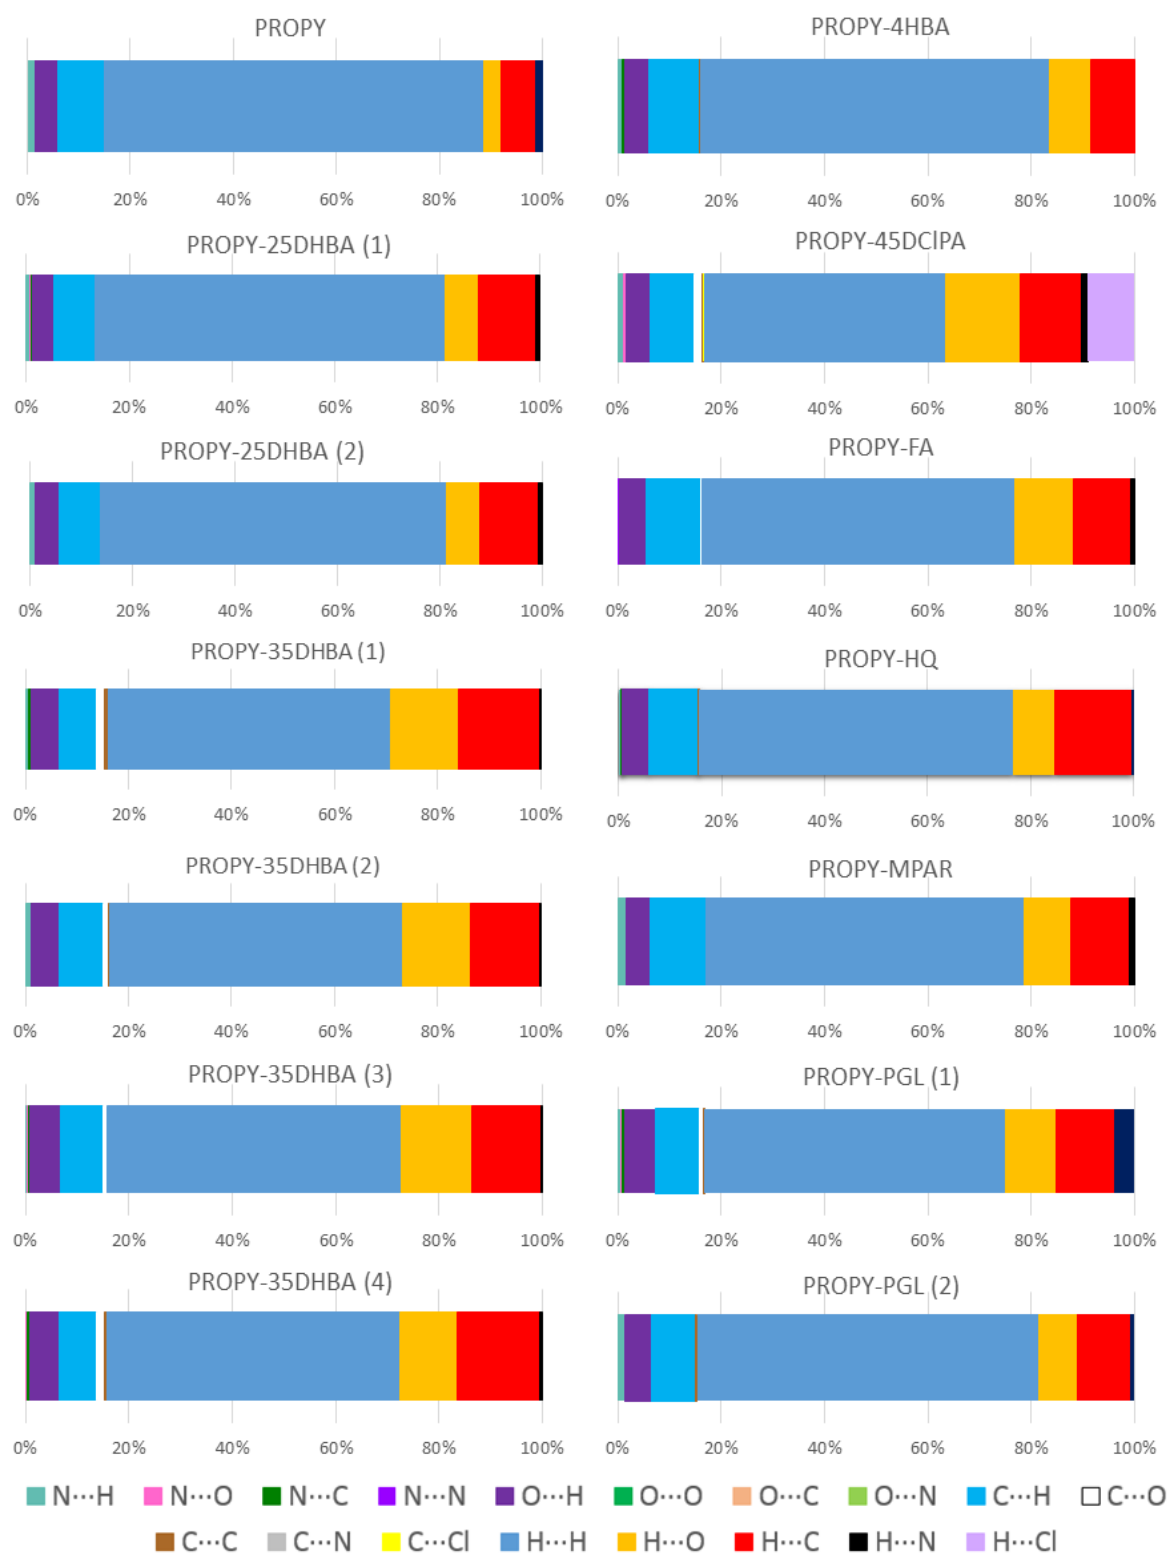 PROPY
0% 20% 40% 60% 80% 100%
PROPY-4HBA
0% 20% 40% 60% 80% 100%
PROPY-25DHBA (1)
0% 20% 40% 60% 80% 100%
PROPY-45DClPA
0% 20% 40% 60% 80% 100%
PROPY-25DHBA (2)
0% 20% 40% 60% 80% 100%
PROPY-FA
0% 20% 40% 60% 80% 100%
PROPY-35DHBA (1)
0% 20% 40% 60% 80% 100%
PROPY-HQ
0% 20% 40% 60% 80% 100%
PROPY-35DHBA (2)
0% 20% 40% 60% 80% 100%
PROPY-MPAR
0% 20% 40% 60% 80% 100%
PROPY-35DHBA (3)
0% 20% 40% 60% 80% 100%
PROPY-PGL (1)
0% 20% 40% 60% 80% 100%
PROPY-35DHBA (4)
0% 20% 40% 60% 80% 100%
PROPY-PGL (2)
0% 20% 40% 60% 80% 100%
N···H N···O N···C N···N O···H O···O O···C O···N C···H C···O
C···C C···N C···Cl H···H H···O H···C H···N H···Cl